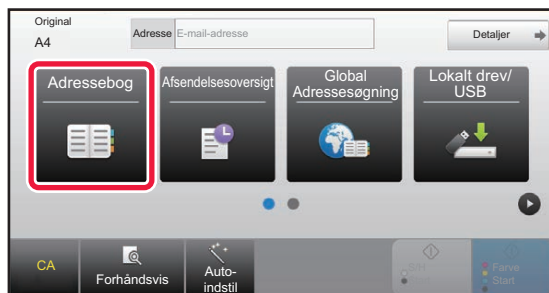 Original
A4
Adresse
E-mail-adresse
Detaljer
Adressebog
Afsendelsesoversigt
Global
Adressesøgning
Lokalt drev/
USB
CA
Forhåndsvis
Auto-
indstil
S/H
Start
Farve
Start